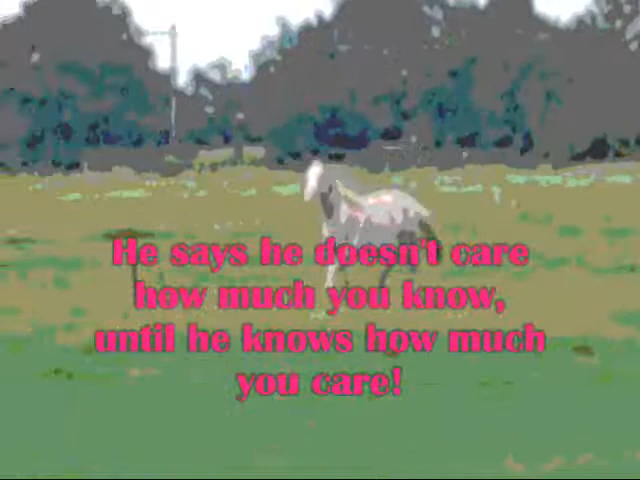 He says he doesn't care
how much you know,
until he knows how much
you care!